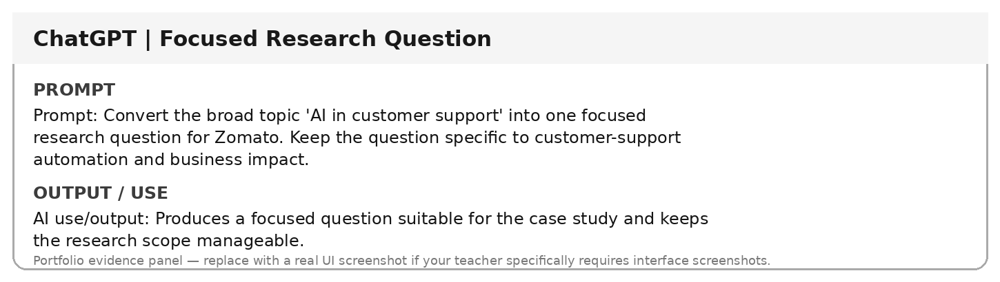 ChatGPT | Focused Research Question
PROMPT
Prompt: Convert the broad topic 'AI in customer support' into one focused
research question for Zomato. Keep the question specific to customer-support
automation and business impact.
OUTPUT / USE
AI use/output: Produces a focused question suitable for the case study and keeps
the research scope manageable.
Portfolio evidence panel — replace with a real UI screenshot if your teacher specifically requires interface screenshots.